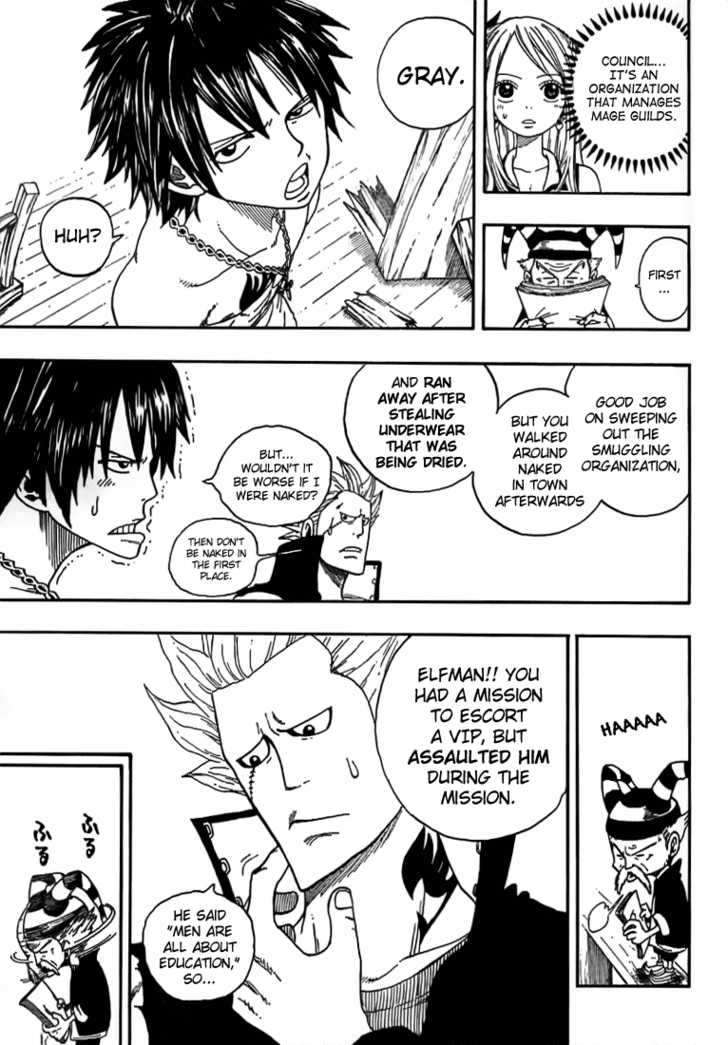 COUNCIL...
IT'S AN
ORGANIZATION
THAT MANAGES
MAGE GUILDS.
FIRST
...
GRAY.
HUH?
GOOD JOB
ON SWEEPING
OUT THE
SMUGGLING
ORGANIZATION,
BUT YOU
WALKED
AROUND
NAKED
IN TOWN
AFTERWARDS
AND RAN
AWAY AFTER
STEALING
UNDERWEAR
THAT WAS
BEING DRIED.
BUT...
WOULDN'T IT
BE WORSE IF I
WERE NAKED?
THEN DON'T
BE NAKED IN
THE FIRST
PLACE.
HAAAAA
ELFMAN!! YOU
HAD A MISSION
TO ESCORT
A VIP, BUT
ASSAULTED HIM
DURING THE
MISSION.
HE SAID
"MEN ARE
ALL ABOUT
EDUCATION,"
SO...
ふる
ふる